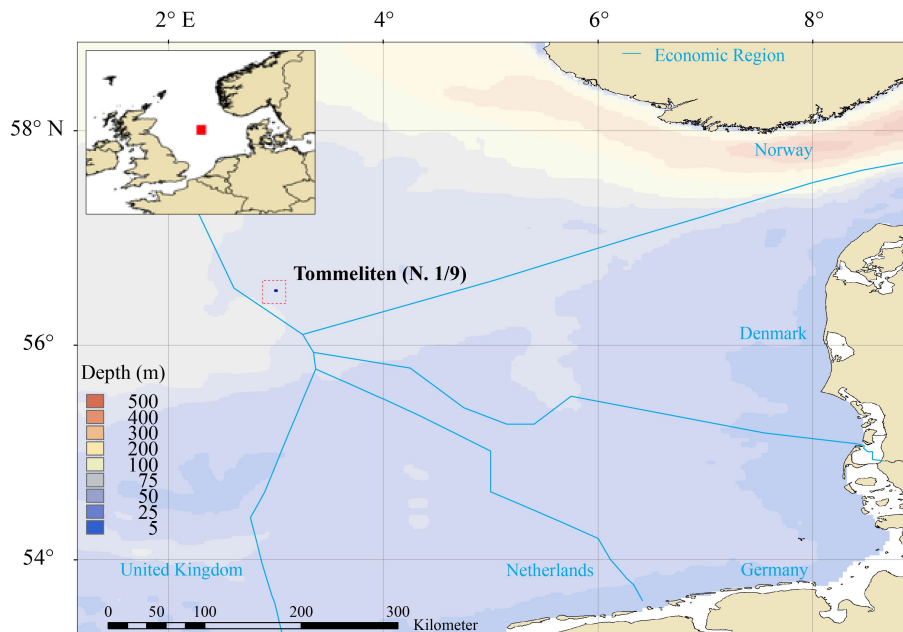 2° E 4° 6° 8°
Economic Region
58° N
Norway
Tommeliten (N. 1/9)
Denmark
56°
Depth (m)
500
400
300
200
100
75
50
25
5
54°
United Kingdom Netherlands Germany
0 50 100 200 300 Kilometer